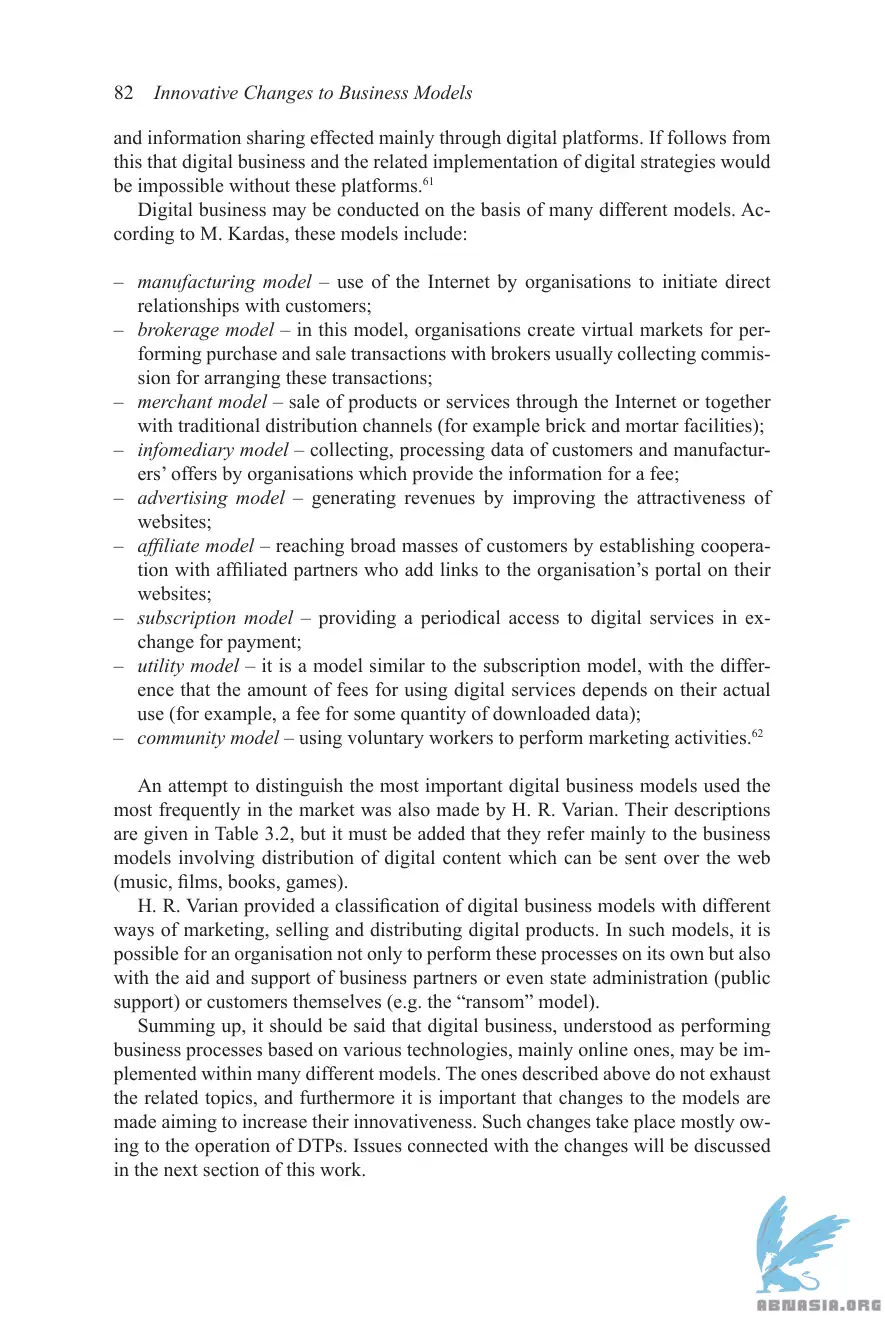 82 Innovative Changes to Business Models
and information sharing effected mainly through digital platforms. If follows from
this that digital business and the related implementation of digital strategies would
be impossible without these platforms.61
Digital business may be conducted on the basis of many different models. Ac-
cording to M. Kardas, these models include:
– manufacturing model – use of the Internet by organisations to initiate direct
relationships with customers;
– brokerage model – in this model, organisations create virtual markets for per-
forming purchase and sale transactions with brokers usually collecting commis-
sion for arranging these transactions;
– merchant model – sale of products or services through the Internet or together
with traditional distribution channels (for example brick and mortar facilities);
– infomediary model – collecting, processing data of customers and manufactur-
ers’ offers by organisations which provide the information for a fee;
– advertising model – generating revenues by improving the attractiveness of
websites;
– affiliate model – reaching broad masses of customers by establishing coopera-
tion with affiliated partners who add links to the organisation’s portal on their
websites;
– subscription model – providing a periodical access to digital services in ex-
change for payment;
– utility model – it is a model similar to the subscription model, with the differ-
ence that the amount of fees for using digital services depends on their actual
use (for example, a fee for some quantity of downloaded data);
– community model – using voluntary workers to perform marketing activities.62
An attempt to distinguish the most important digital business models used the
most frequently in the market was also made by H. R. Varian. Their descriptions
are given in Table 3.2, but it must be added that they refer mainly to the business
models involving distribution of digital content which can be sent over the web
(music, films, books, games).
H. R. Varian provided a classification of digital business models with different
ways of marketing, selling and distributing digital products. In such models, it is
possible for an organisation not only to perform these processes on its own but also
with the aid and support of business partners or even state administration (public
support) or customers themselves (e.g. the “ransom” model).
Summing up, it should be said that digital business, understood as performing
business processes based on various technologies, mainly online ones, may be im-
plemented within many different models. The ones described above do not exhaust
the related topics, and furthermore it is important that changes to the models are
made aiming to increase their innovativeness. Such changes take place mostly ow-
ing to the operation of DTPs. Issues connected with the changes will be discussed
in the next section of this work.
ABNASIA.ORG